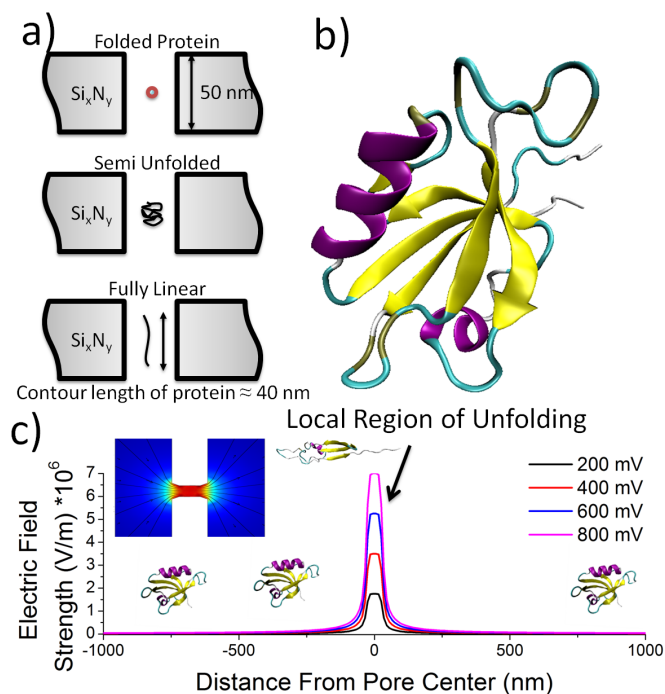 a)
Folded Protein
SixNy
50 nm
Semi Unfolded
SixNy
Fully Linear
SixNy
Contour length of protein ≈ 40 nm
b)
c)
Local Region of Unfolding
Electric Field
Strength (V/m) *10⁶
7
6
5
4
3
2
1
0
200 mV
400 mV
600 mV
800 mV
-1000
-500
0
500
1000
Distance From Pore Center (nm)